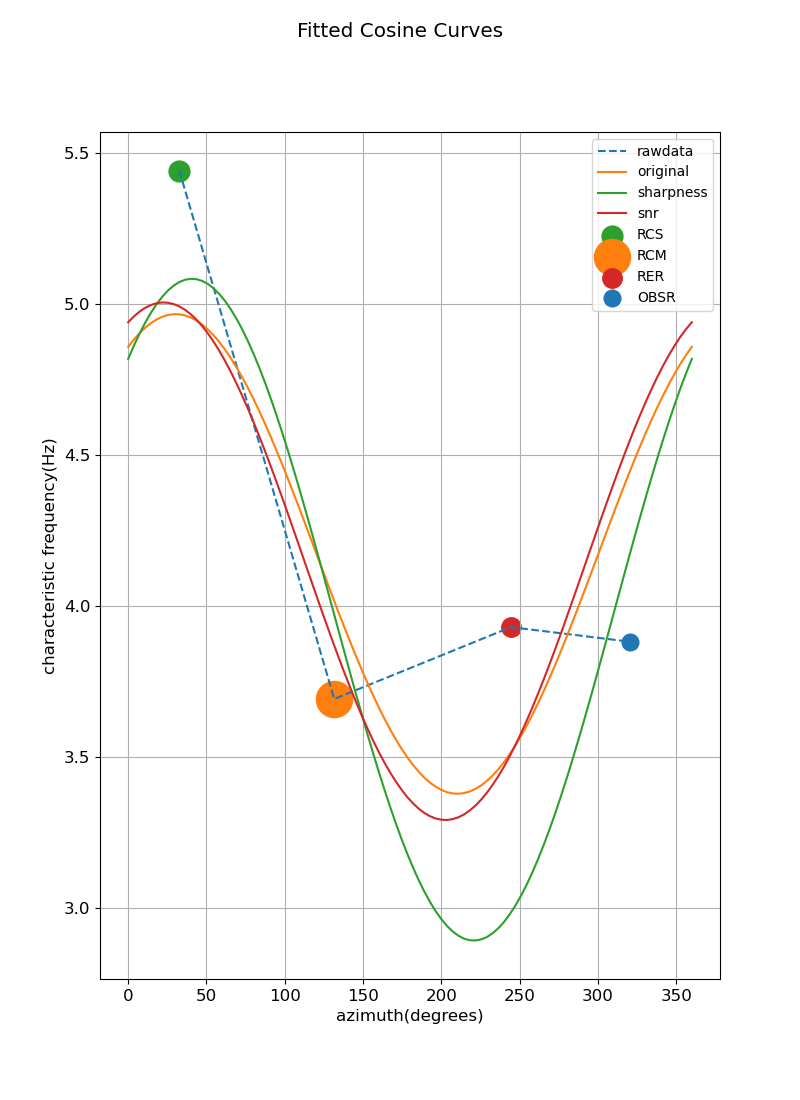 Fitted Cosine Curves
rawdata
original
sharpness
snr
RCS
RCM
RER
OBSR
characteristic frequency(Hz)
5.5
5.0
4.5
4.0
3.5
3.0
0 50 100 150 200 250 300 350
azimuth(degrees)